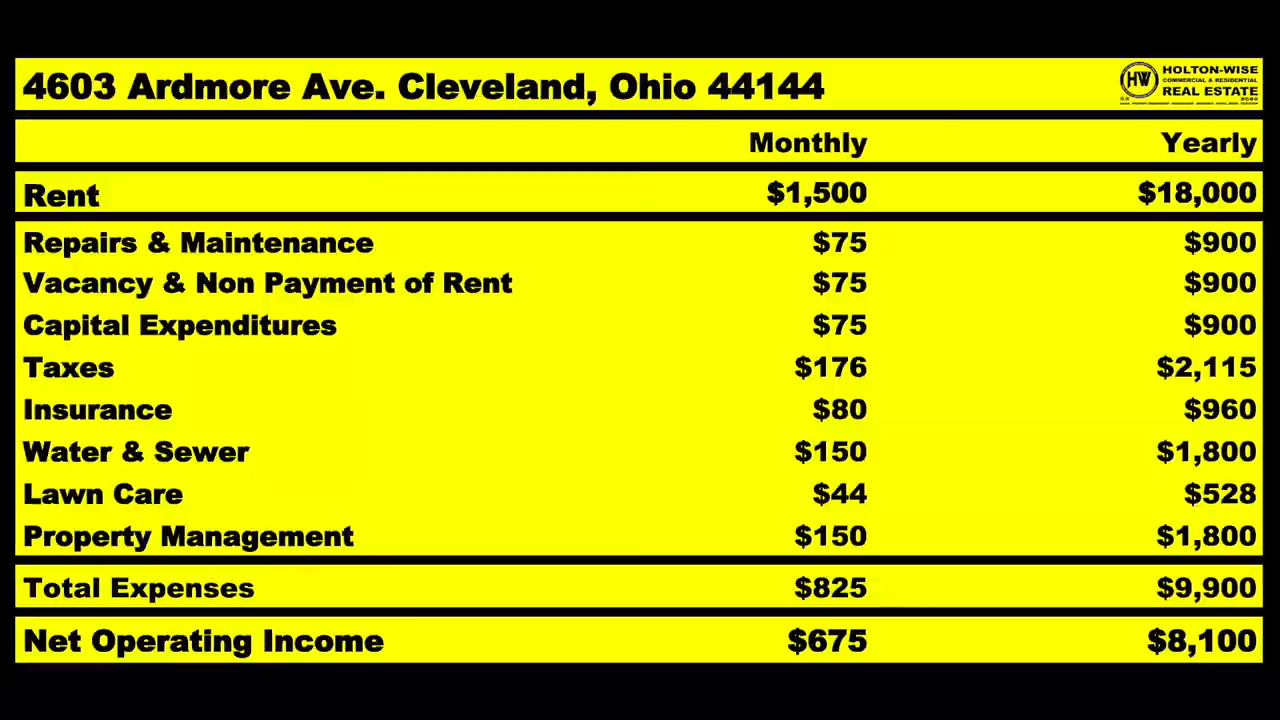 4603 Ardmore Ave. Cleveland, Ohio 44144
HW
HOLTON-WISE
COMMERCIAL & RESIDENTIAL
REAL ESTATE
Monthly Yearly
Rent $1,500 $18,000
Repairs & Maintenance $75 $900
Vacancy & Non Payment of Rent $75 $900
Capital Expenditures $75 $900
Taxes $176 $2,115
Insurance $80 $960
Water & Sewer $150 $1,800
Lawn Care $44 $528
Property Management $150 $1,800
Total Expenses $825 $9,900
Net Operating Income $675 $8,100